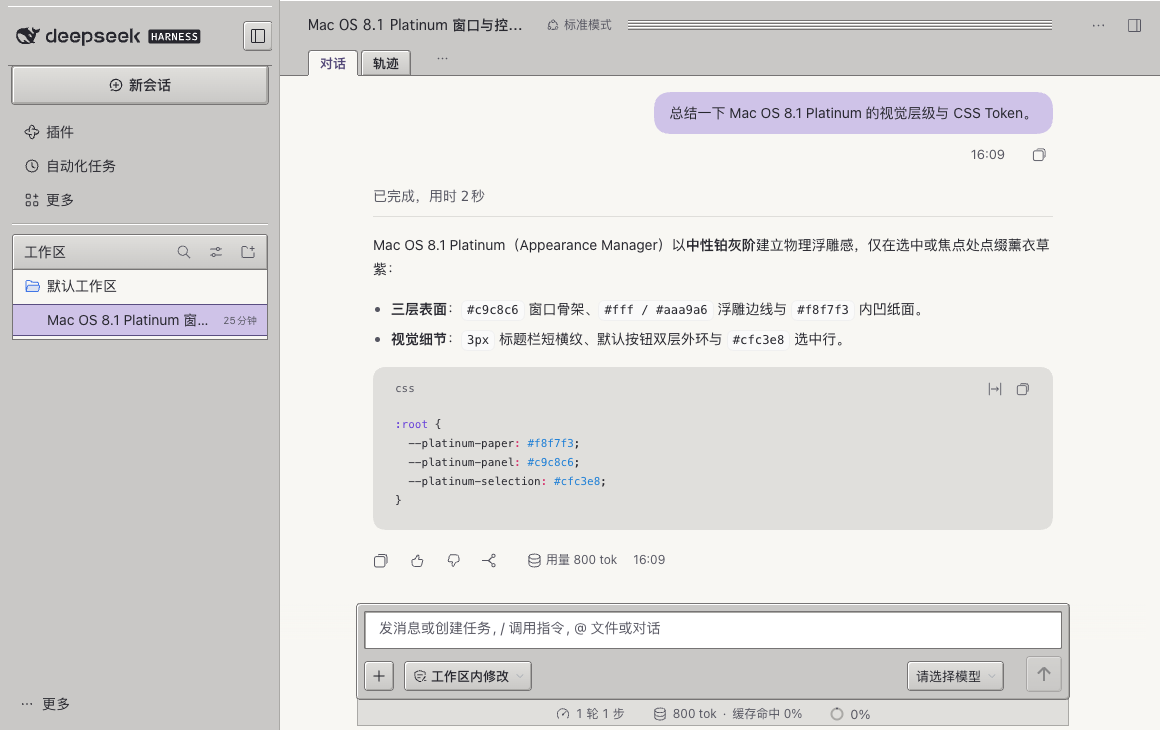 deepseek HARNESS
新会话
插件
自动化任务
更多
工作区
默认工作区
Mac OS 8.1 Platinum 窗... 25分钟
... 更多
Mac OS 8.1 Platinum 窗口与控... 标准模式 ...
对话 轨迹 ...
总结一下 Mac OS 8.1 Platinum 的视觉层级与 CSS Token。
16:09
已完成，用时 2 秒
Mac OS 8.1 Platinum（Appearance Manager）以中性铂灰阶建立物理浮雕感，仅在选中或焦点处点缀薰衣草
紫：
• 三层表面： #c9c8c6 窗口骨架、 #fff / #aaa9a6 浮雕边线与 #f8f7f3 内凹纸面。
• 视觉细节： 3px 标题栏短横纹、默认按钮双层外环与 #cfc3e8 选中行。
css
:root {
--platinum-paper: #f8f7f3;
--platinum-panel: #c9c8c6;
--platinum-selection: #cfc3e8;
}
用量 800 tok 16:09
发消息或创建任务, / 调用指令, @ 文件或对话
工作区内修改 请选择模型
1 轮 1 步 800 tok · 缓存命中 0% 0%